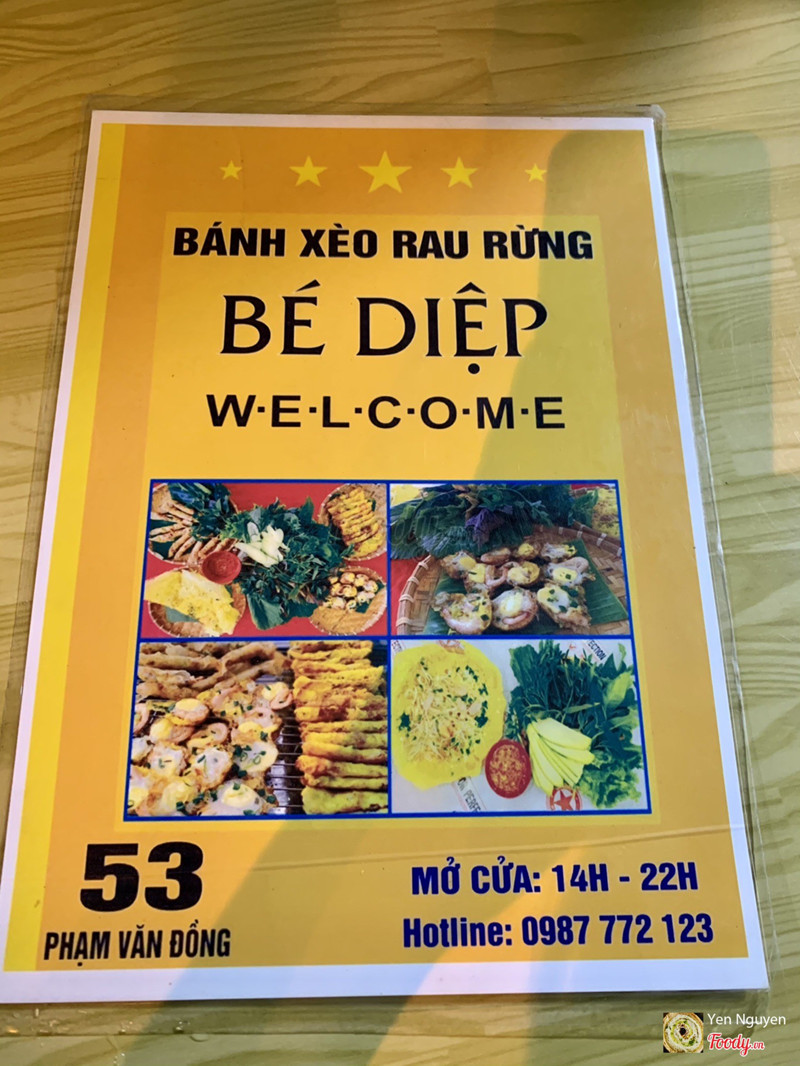 BÁNH XÈO RAU RỪNG
BÉ DIỆP
W·E·L·C·O·M·E
53
PHẠM VĂN ĐỒNG
MỞ CỬA: 14H - 22H
Hotline: 0987 772 123
Yen Nguyen
Foody.vn